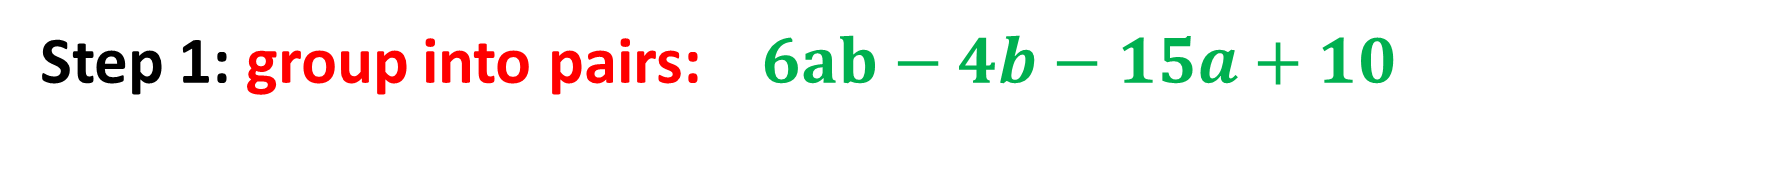 Step 1: group into pairs: 6ab − 4b − 15a + 10